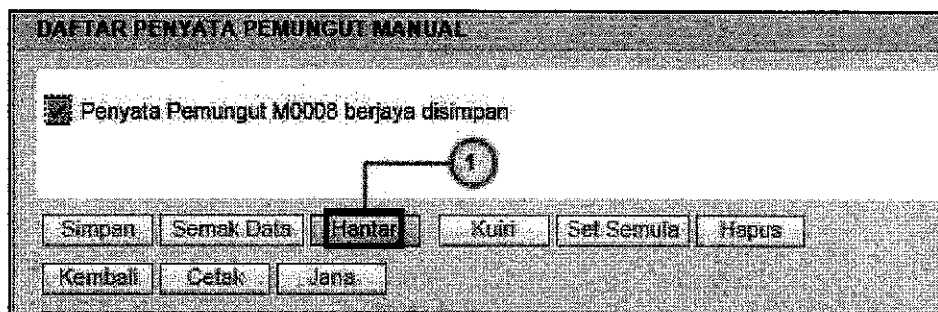 DAFTAR PENYATA PEMUNGUT MANUAL
Penyata Pemungut M0008 berjaya disimpan
1
Simpan Semak Data Hantar Kuiri Set Semula Hapus
Kembali Cetak Jana